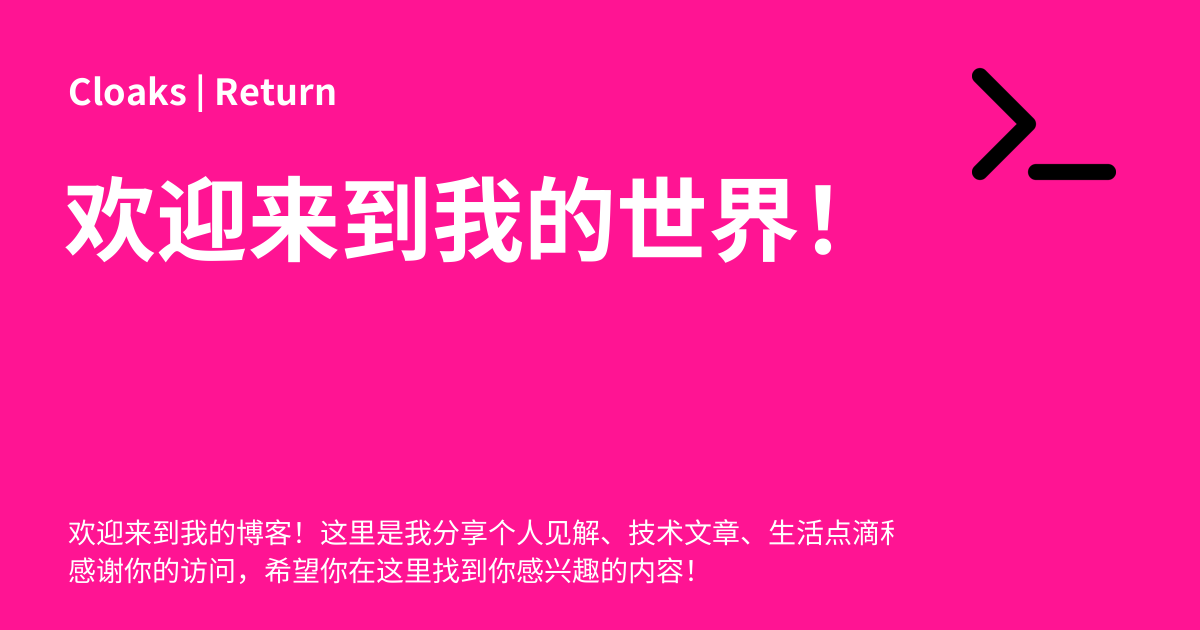 Cloaks | Return
欢迎来到我的世界！
欢迎来到我的博客！这里是我分享个人见解、技术文章、生活点滴
感谢你的访问，希望你在这里找到你感兴趣的内容！